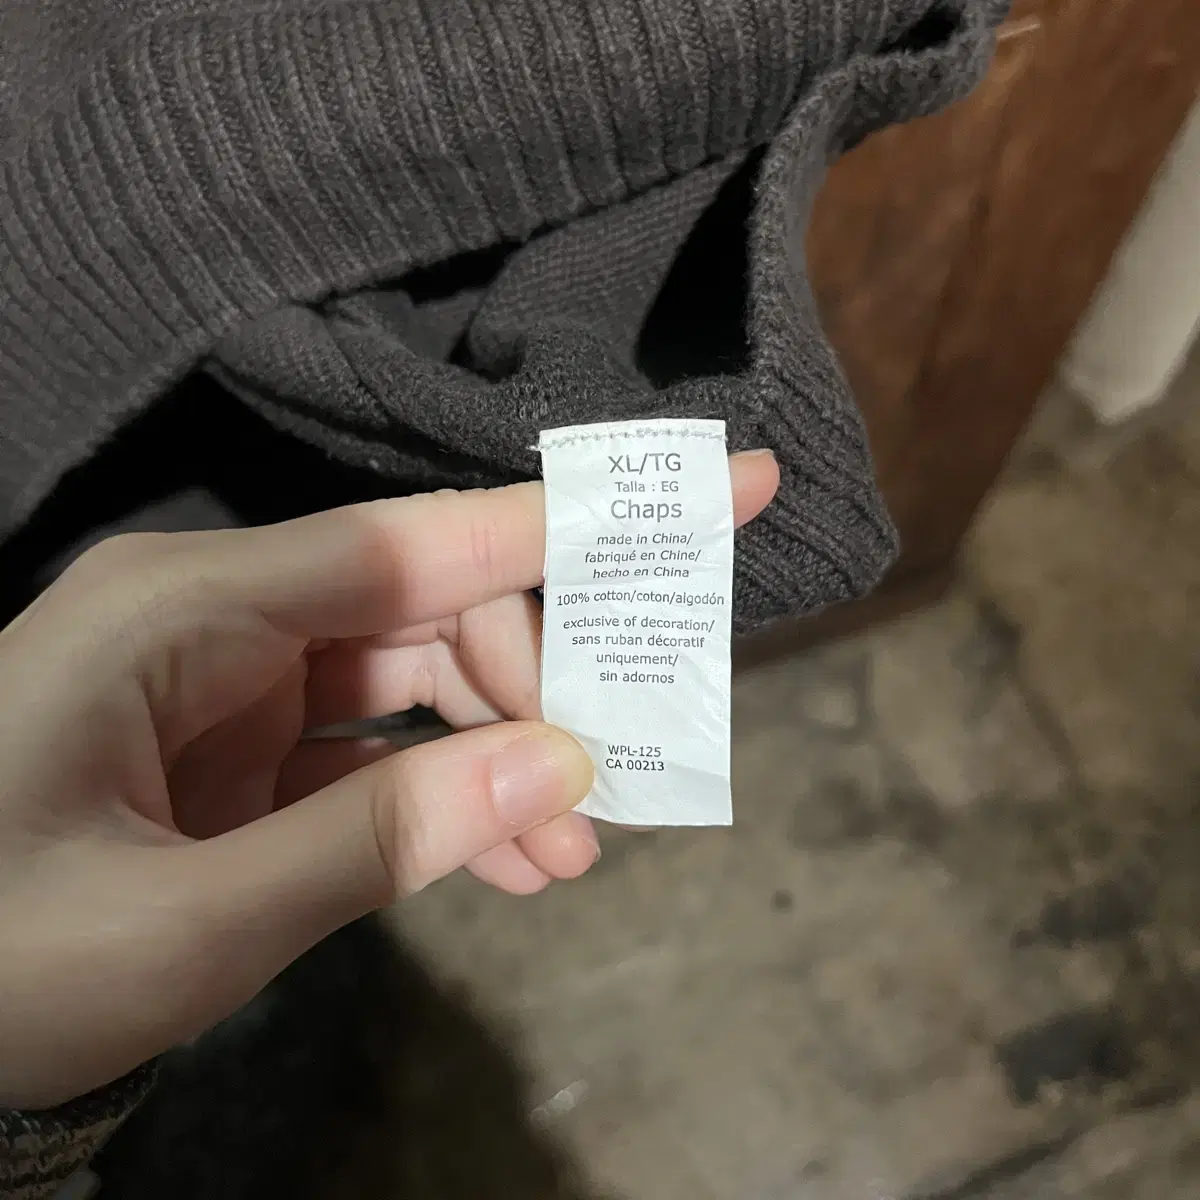 XL/TG
Talla : EG
Chaps
made in China/
fabriqué en Chine/
hecho en China
100% cotton/coton/algodón
exclusive of decoration/
sans ruban décoratif
uniquement/
sin adornos
WPL-125
CA 00213